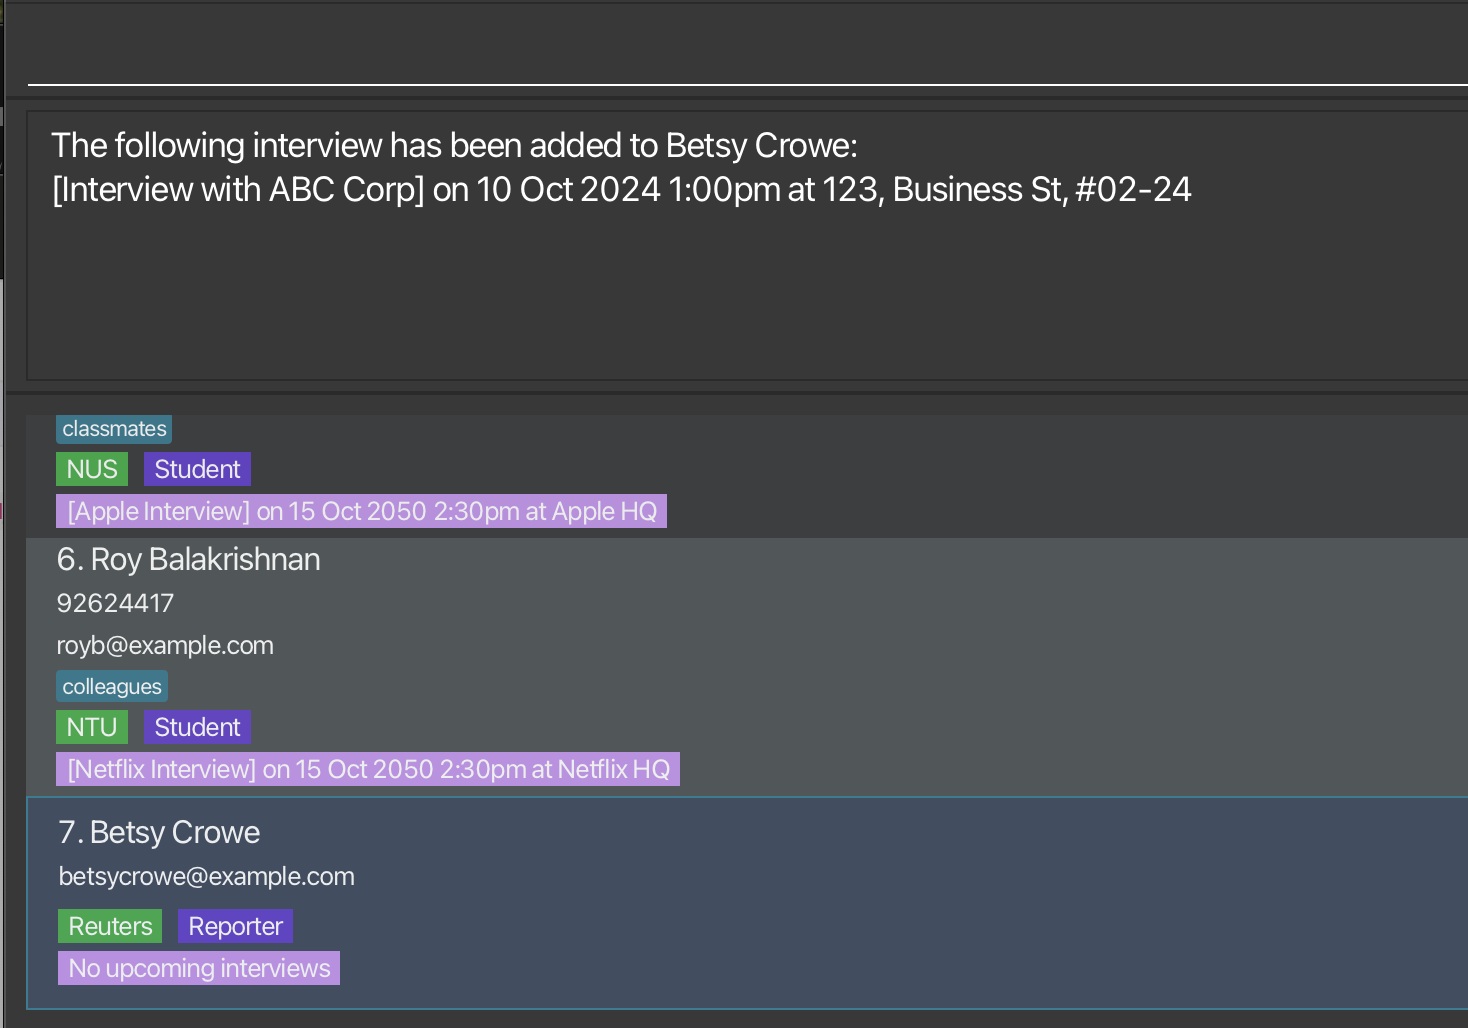 The following interview has been added to Betsy Crowe:
[Interview with ABC Corp] on 10 Oct 2024 1:00pm at 123, Business St, #02-24
classmates
NUS Student
[Apple Interview] on 15 Oct 2050 2:30pm at Apple HQ
6. Roy Balakrishnan
92624417
royb@example.com
colleagues
NTU Student
[Netflix Interview] on 15 Oct 2050 2:30pm at Netflix HQ
7. Betsy Crowe
betsycrowe@example.com
Reuters Reporter
No upcoming interviews